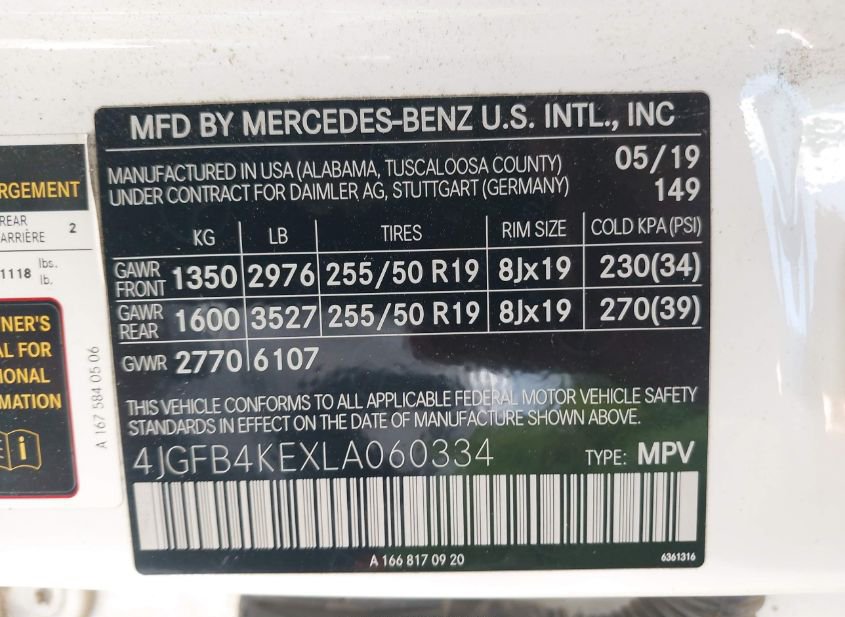 MFD BY MERCEDES-BENZ U.S. INTL., INC
MANUFACTURED IN USA (ALABAMA, TUSCALOOSA COUNTY) 05/19
UNDER CONTRACT FOR DAIMLER AG, STUTTGART (GERMANY) 149
KG LB TIRES RIM SIZE COLD KPA (PSI)
GAWR FRONT 1350 2976 255/50 R19 8Jx19 230(34)
GAWR REAR 1600 3527 255/50 R19 8Jx19 270(39)
GVWR 2770 6107
THIS VEHICLE CONFORMS TO ALL APPLICABLE FEDERAL MOTOR VEHICLE SAFETY
STANDARDS IN EFFECT ON THE DATE OF MANUFACTURE SHOWN ABOVE.
4JGFB4KEXLA060334 TYPE: MPV
A 166 817 09 20 6361316
RGEMENT
REAR
ARRIÈRE 2
1118 lbs.
lb.
NER'S
AL FOR
IONAL
RMATION
i
A 167 584 05 06